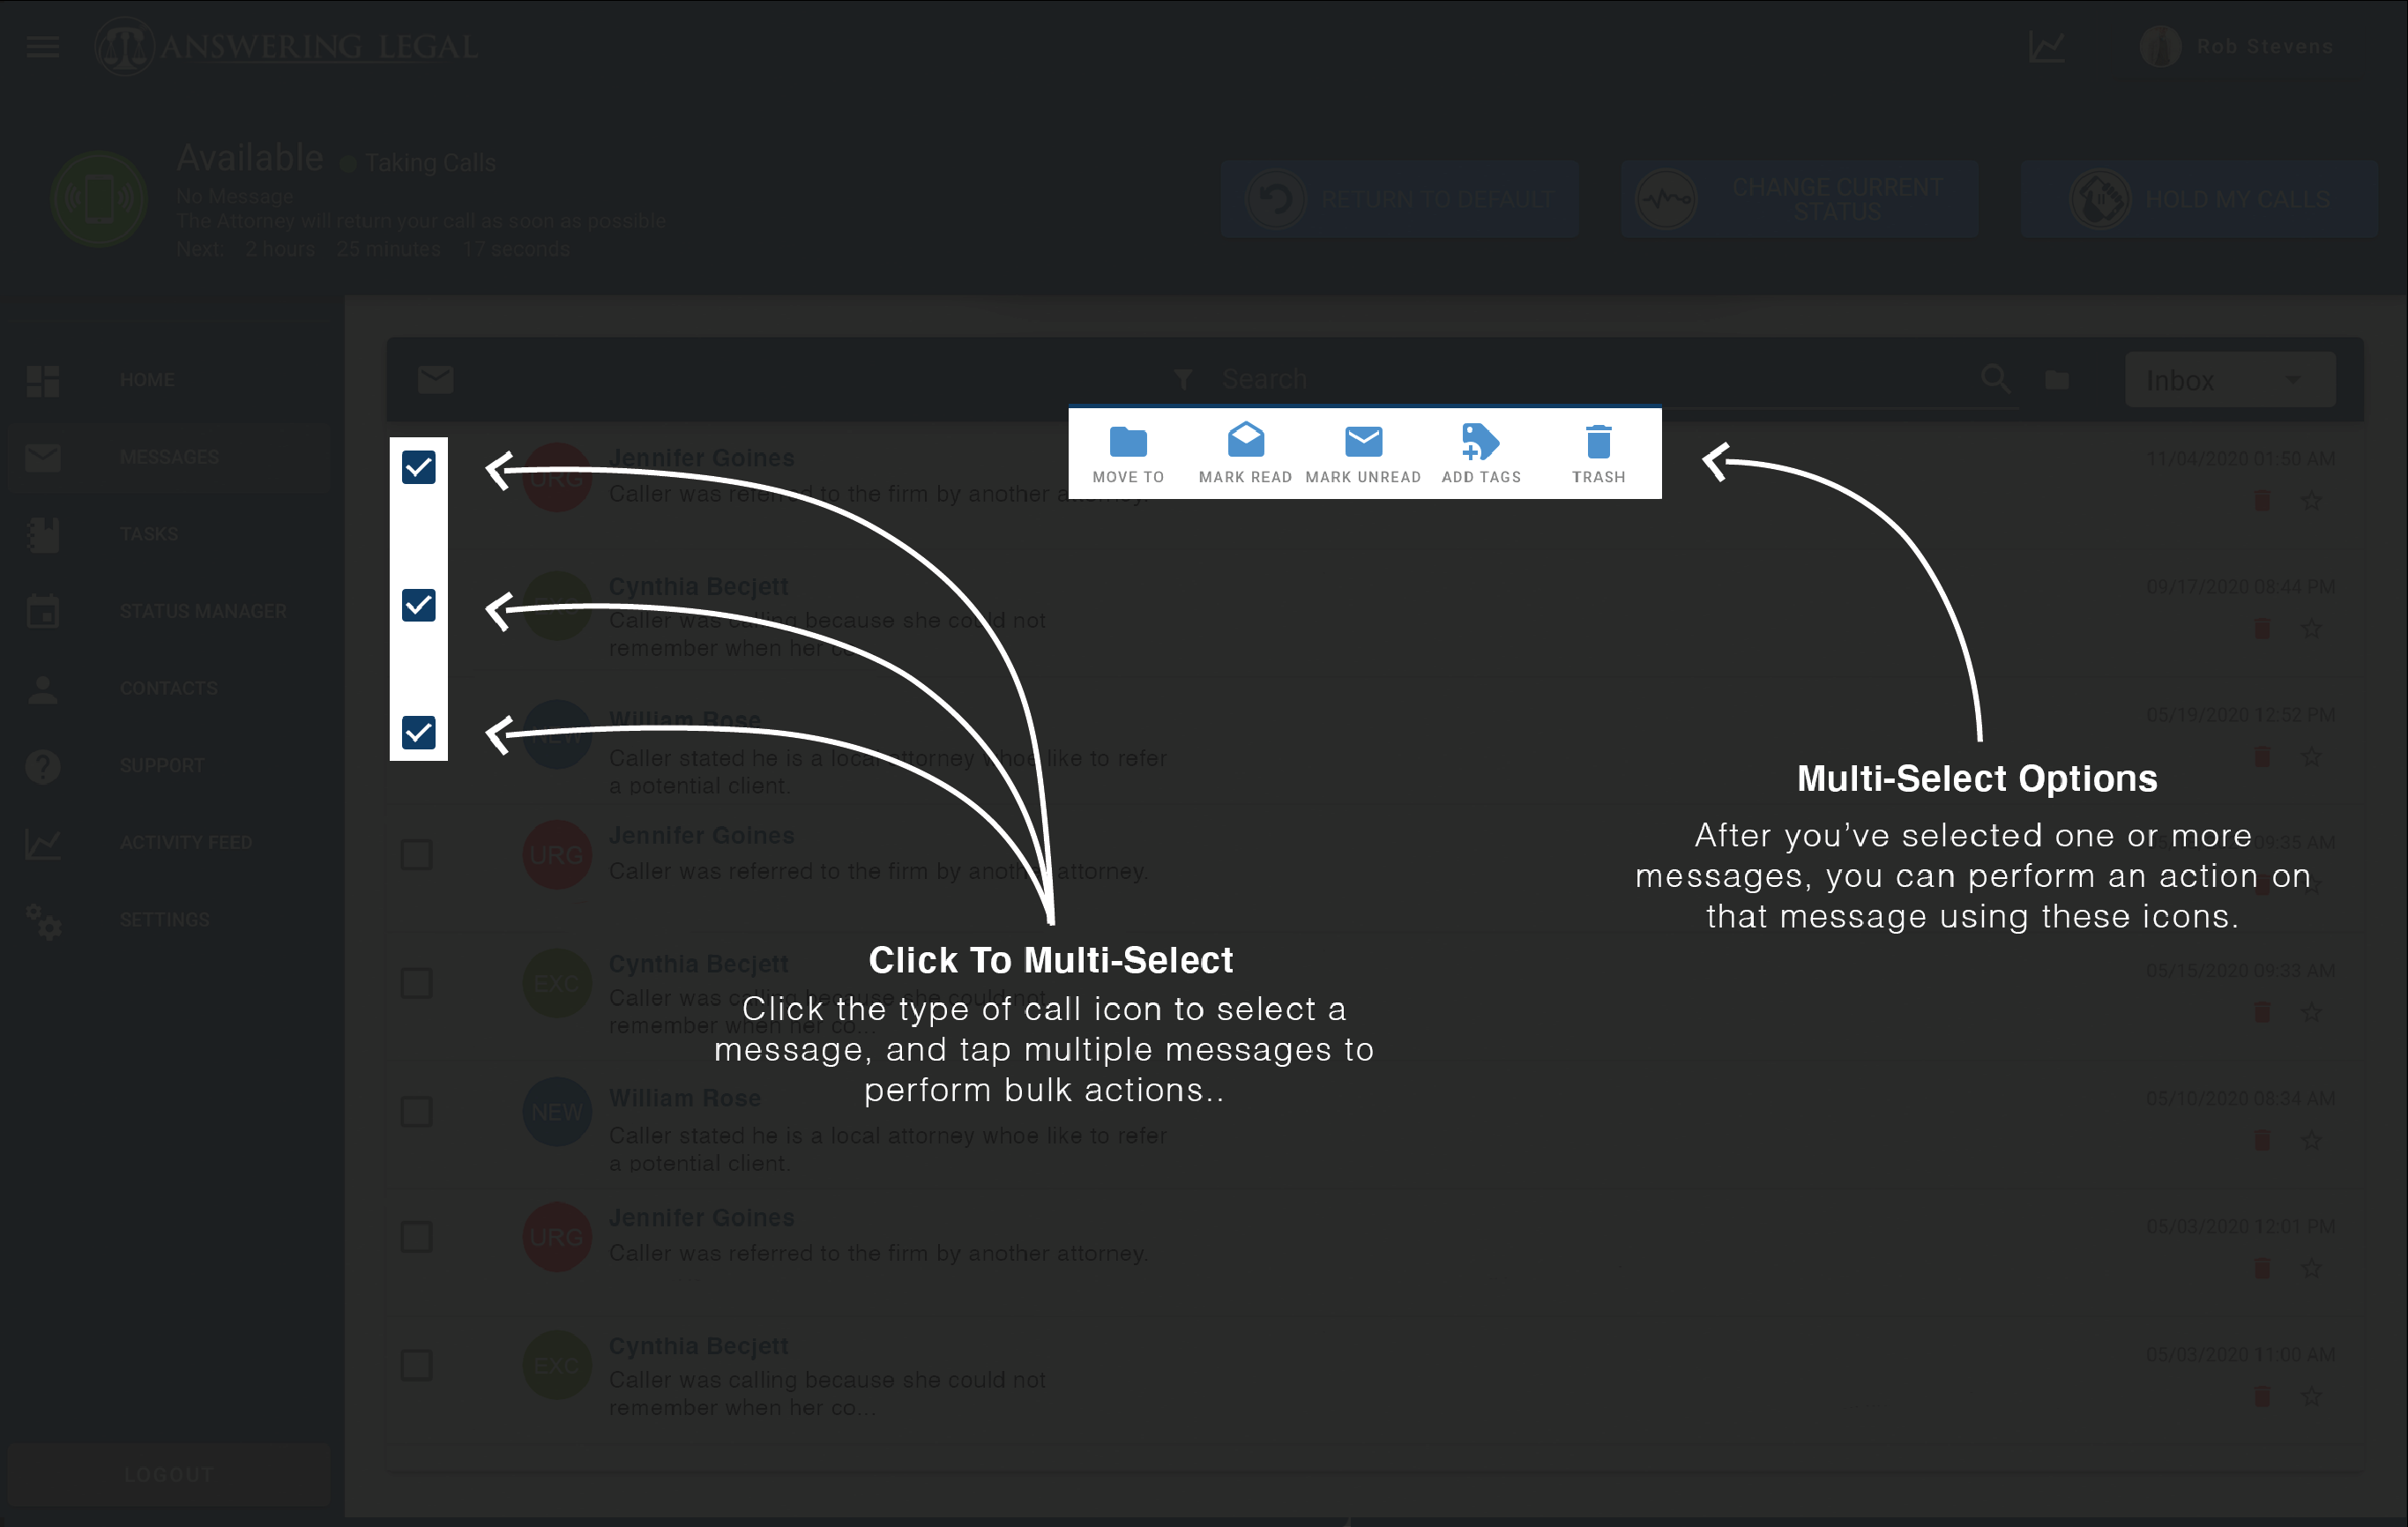 ANSWERING LEGAL
Rob Stevens
Available
Taking Calls
No Message
The Attorney will return your call as soon as possible
Next: 2 hours 25 minutes 17 seconds
RETURN TO DEFAULT
CHANGE CURRENT
STATUS
HOLD MY CALLS
HOME
MESSAGES
TASKS
STATUS MANAGER
CONTACTS
SUPPORT
ACTIVITY FEED
SETTINGS
LOGOUT
Search
Inbox
MOVE TO
MARK READ
MARK UNREAD
ADD TAGS
TRASH
URG
Jennifer Goines
Caller was referred to the firm by another attorney.
11/04/2020 01:50 AM
EXC
Cynthia Becjett
Caller was calling because she could not
remember when her co...
09/17/2020 08:44 PM
NEW
William Rose
Caller stated he is a local attorney whoe like to refer
a potential client.
05/19/2020 12:52 PM
Multi-Select Options
After you’ve selected one or more
messages, you can perform an action on
that message using these icons.
URG
Jennifer Goines
Caller was referred to the firm by another attorney.
09:35 AM
Click To Multi-Select
Click the type of call icon to select a
message, and tap multiple messages to
perform bulk actions..
EXC
Cynthia Becjett
Caller was calling because she could not
remember when her co...
05/15/2020 09:33 AM
NEW
William Rose
Caller stated he is a local attorney whoe like to refer
a potential client.
05/10/2020 08:34 AM
URG
Jennifer Goines
Caller was referred to the firm by another attorney.
05/03/2020 12:01 PM
EXC
Cynthia Becjett
Caller was calling because she could not
remember when her co...
05/03/2020 11:00 AM